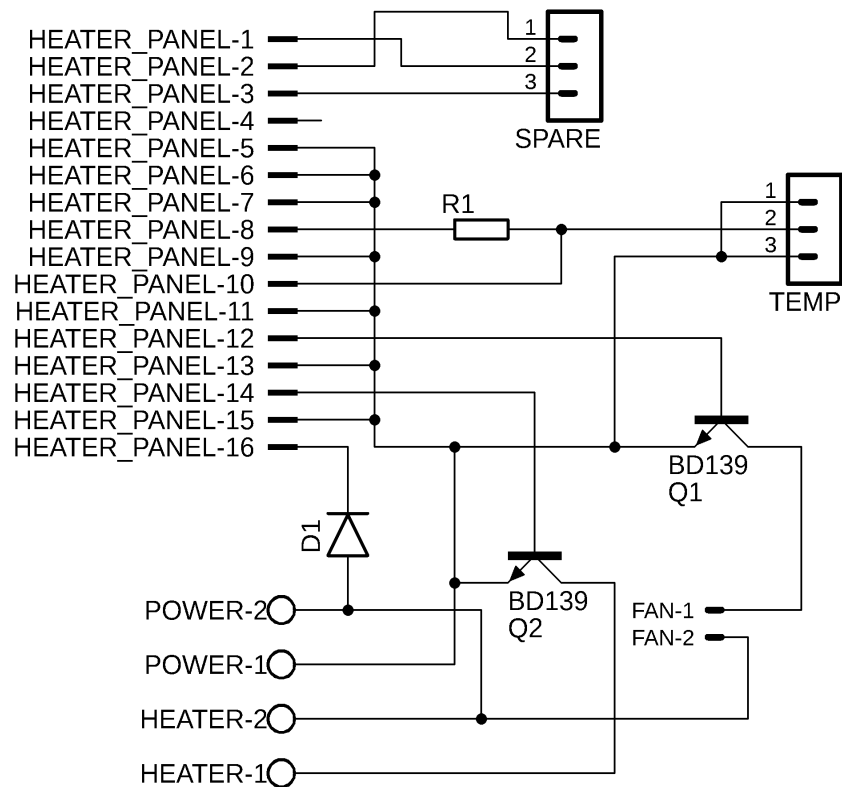 HEATER_PANEL-1
HEATER_PANEL-2
HEATER_PANEL-3
HEATER_PANEL-4
HEATER_PANEL-5
HEATER_PANEL-6
HEATER_PANEL-7
HEATER_PANEL-8
HEATER_PANEL-9
HEATER_PANEL-10
HEATER_PANEL-11
HEATER_PANEL-12
HEATER_PANEL-13
HEATER_PANEL-14
HEATER_PANEL-15
HEATER_PANEL-16
1
2
3
SPARE
R1
1
2
3
TEMP
BD139
Q1
D1
BD139
Q2
FAN-1
FAN-2
POWER-2
POWER-1
HEATER-2
HEATER-1